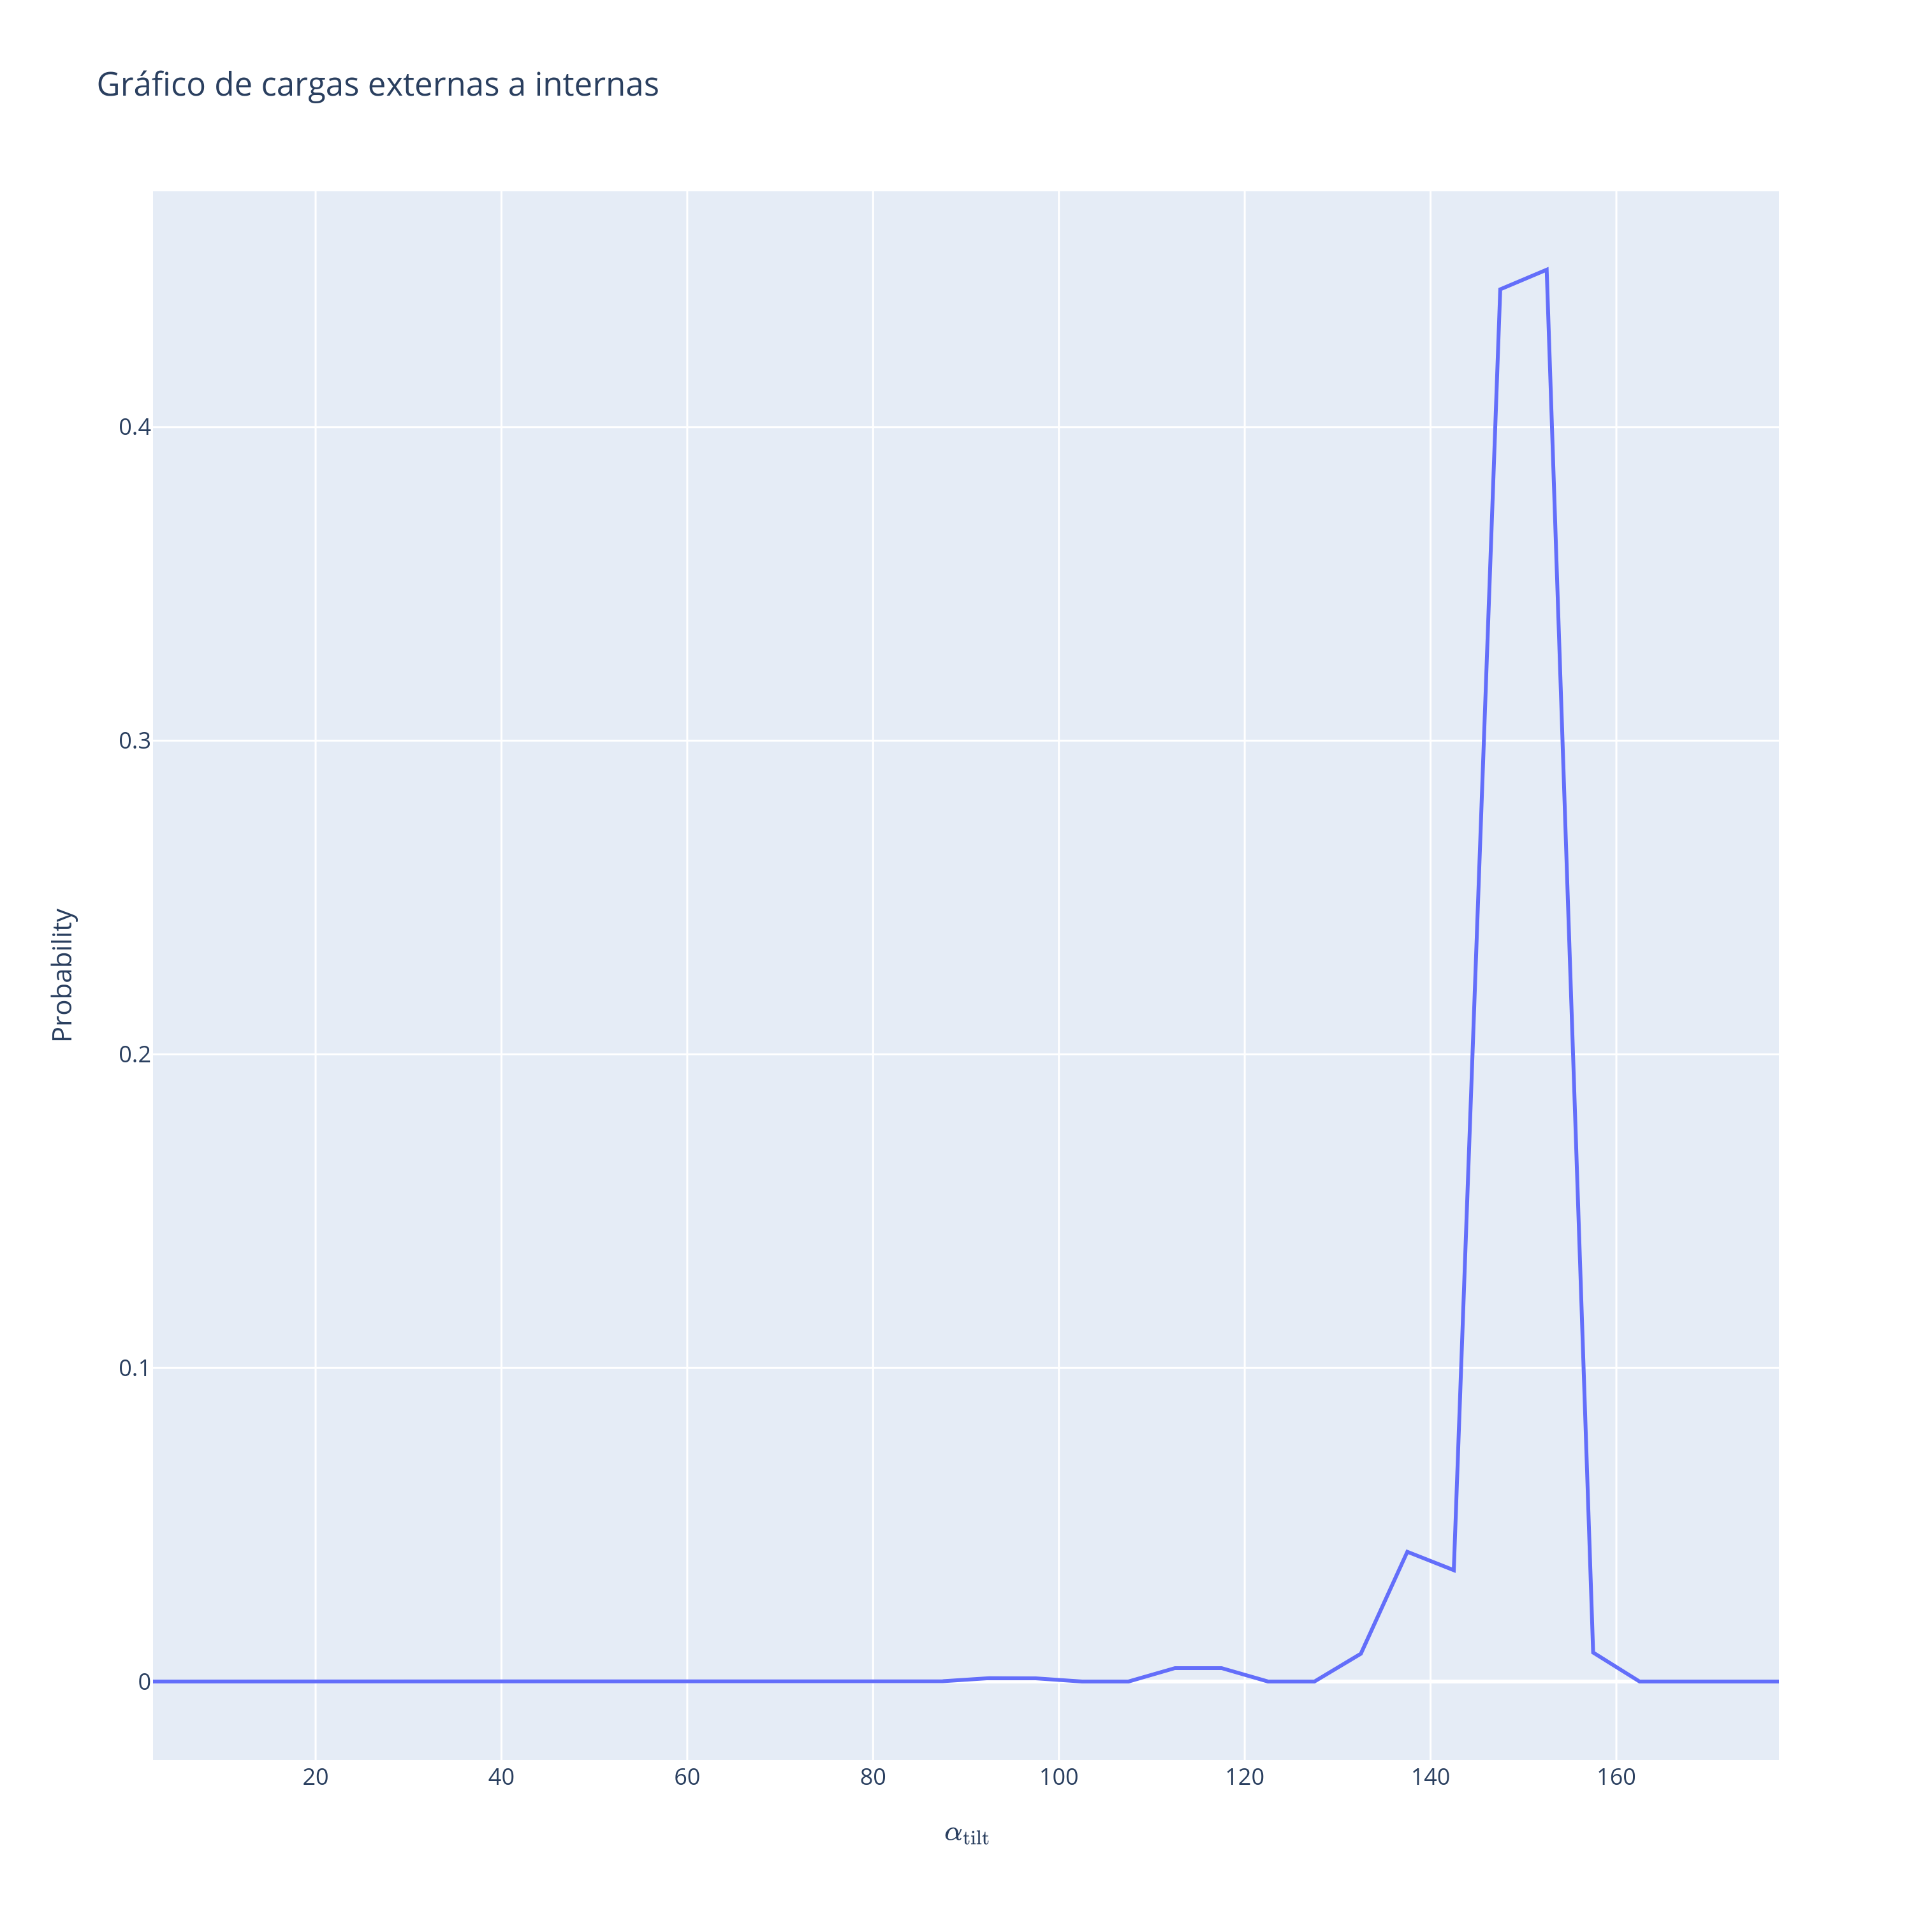 Gráfico de cargas externas a internas
Probability
0.4
0.3
0.2
0.1
0
20 40 60 80 100 120 140 160
αtilt